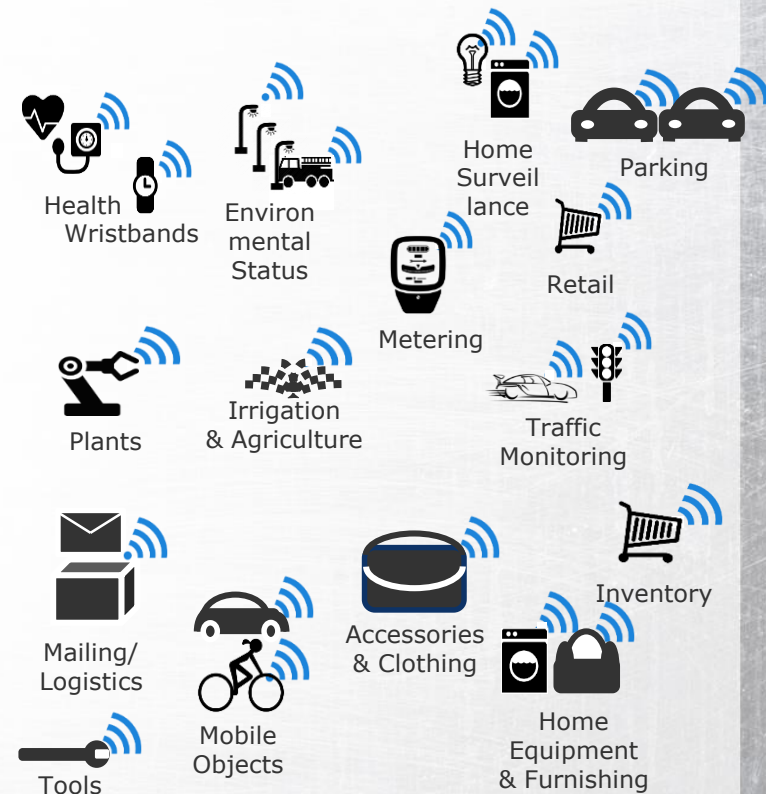 Health
Wristbands
Environ
mental
Status
Home
Surveil
lance
Parking
Retail
Metering
Plants
Irrigation
& Agriculture
Traffic
Monitoring
Mailing/
Logistics
Mobile
Objects
Accessories
& Clothing
Inventory
Home
Equipment
& Furnishing
Tools